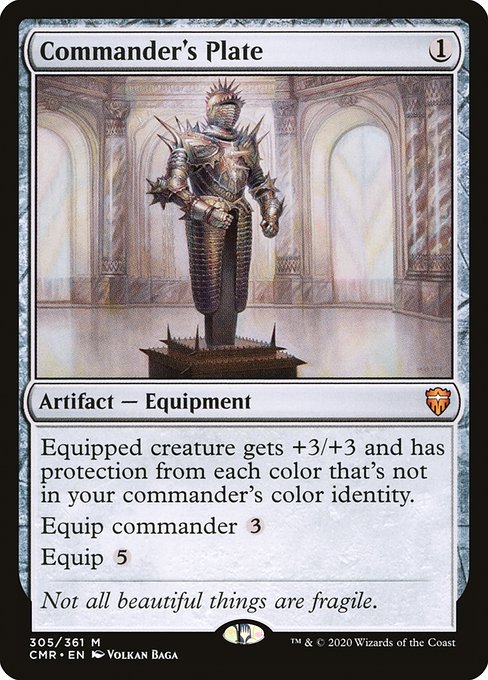 Commander's Plate 1
Artifact — Equipment
Equipped creature gets +3/+3 and has
protection from each color that's not
in your commander's color identity.
Equip commander 3
Equip 5
Not all beautiful things are fragile.
305/361 M
CMR • EN Volkan Baga
™ & © 2020 Wizards of the Coast